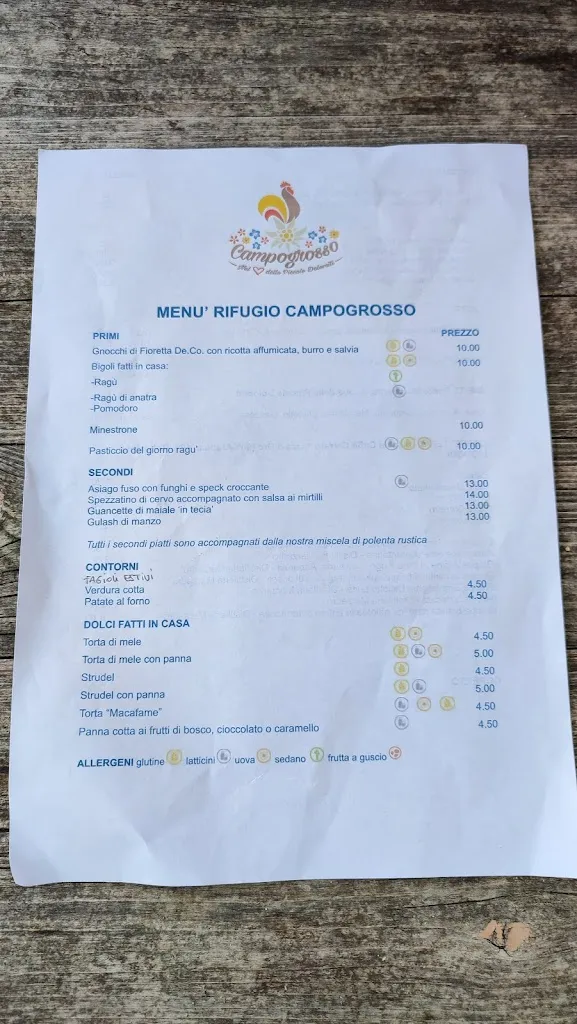 Campogrosso
Nel della Piccole Dolomiti
MENU' RIFUGIO CAMPOGROSSO
PRIMI PREZZO
Gnocchi di Fioretta De.Co. con ricotta affumicata, burro e salvia 10.00
Bigoli fatti in casa: 10.00
-Ragù
-Ragù di anatra
-Pomodoro
Minestrone 10.00
Pasticcio del giorno ragu' 10.00
SECONDI
Asiago fuso con funghi e speck croccante 13.00
Spezzatino di cervo accompagnato con salsa ai mirtilli 14.00
Guancette di maiale 'in tecia' 13.00
Gulash di manzo 13.00
Tutti i secondi piatti sono accompagnati dalla nostra miscela di polenta rustica
CONTORNI
FAGIOLI ESTIVI
Verdura cotta 4.50
Patate al forno 4.50
DOLCI FATTI IN CASA
Torta di mele 4.50
Torta di mele con panna 5.00
Strudel 4.50
Strudel con panna 5.00
Torta "Macafame" 4.50
Panna cotta ai frutti di bosco, cioccolato o caramello 4.50
ALLERGENI glutine latticini uova sedano frutta a guscio